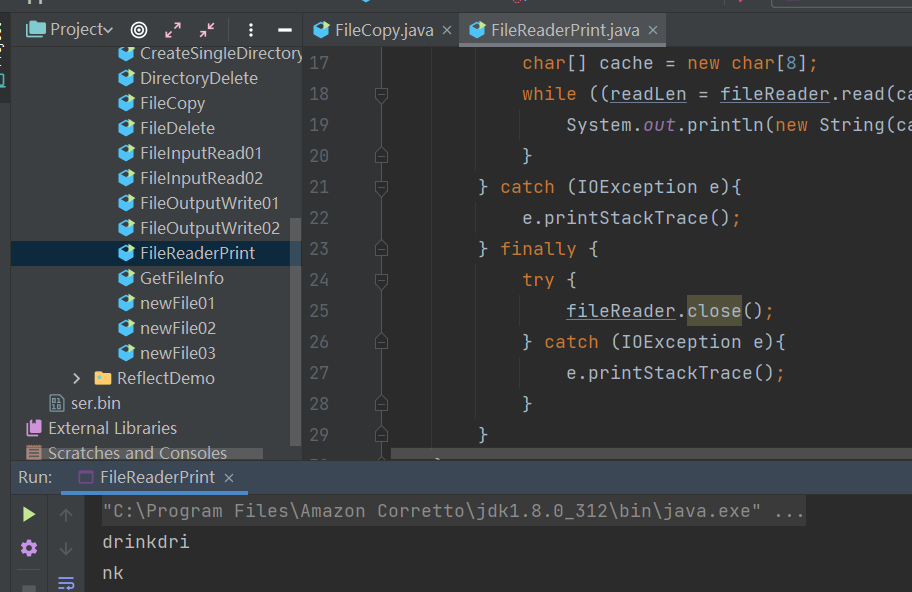 Project
FileCopy.java
FileReaderPrint.java
CreateSingleDirectory
DirectoryDelete
FileCopy
FileDelete
FileInputRead01
FileInputRead02
FileOutputWrite01
FileOutputWrite02
FileReaderPrint
GetFileInfo
newFile01
newFile02
newFile03
ReflectDemo
ser.bin
External Libraries
Scratches and Consoles
17 char[] cache = new char[8];
18 while ((readLen = fileReader.read(ca
19 System.out.println(new String(ca
20 }
21 } catch (IOException e){
22 e.printStackTrace();
23 } finally {
24 try {
25 fileReader.close();
26 } catch (IOException e){
27 e.printStackTrace();
28 }
29 }
Run: FileReaderPrint
"C:\Program Files\Amazon Corretto\jdk1.8.0_312\bin\java.exe" ...
drinkdri
nk